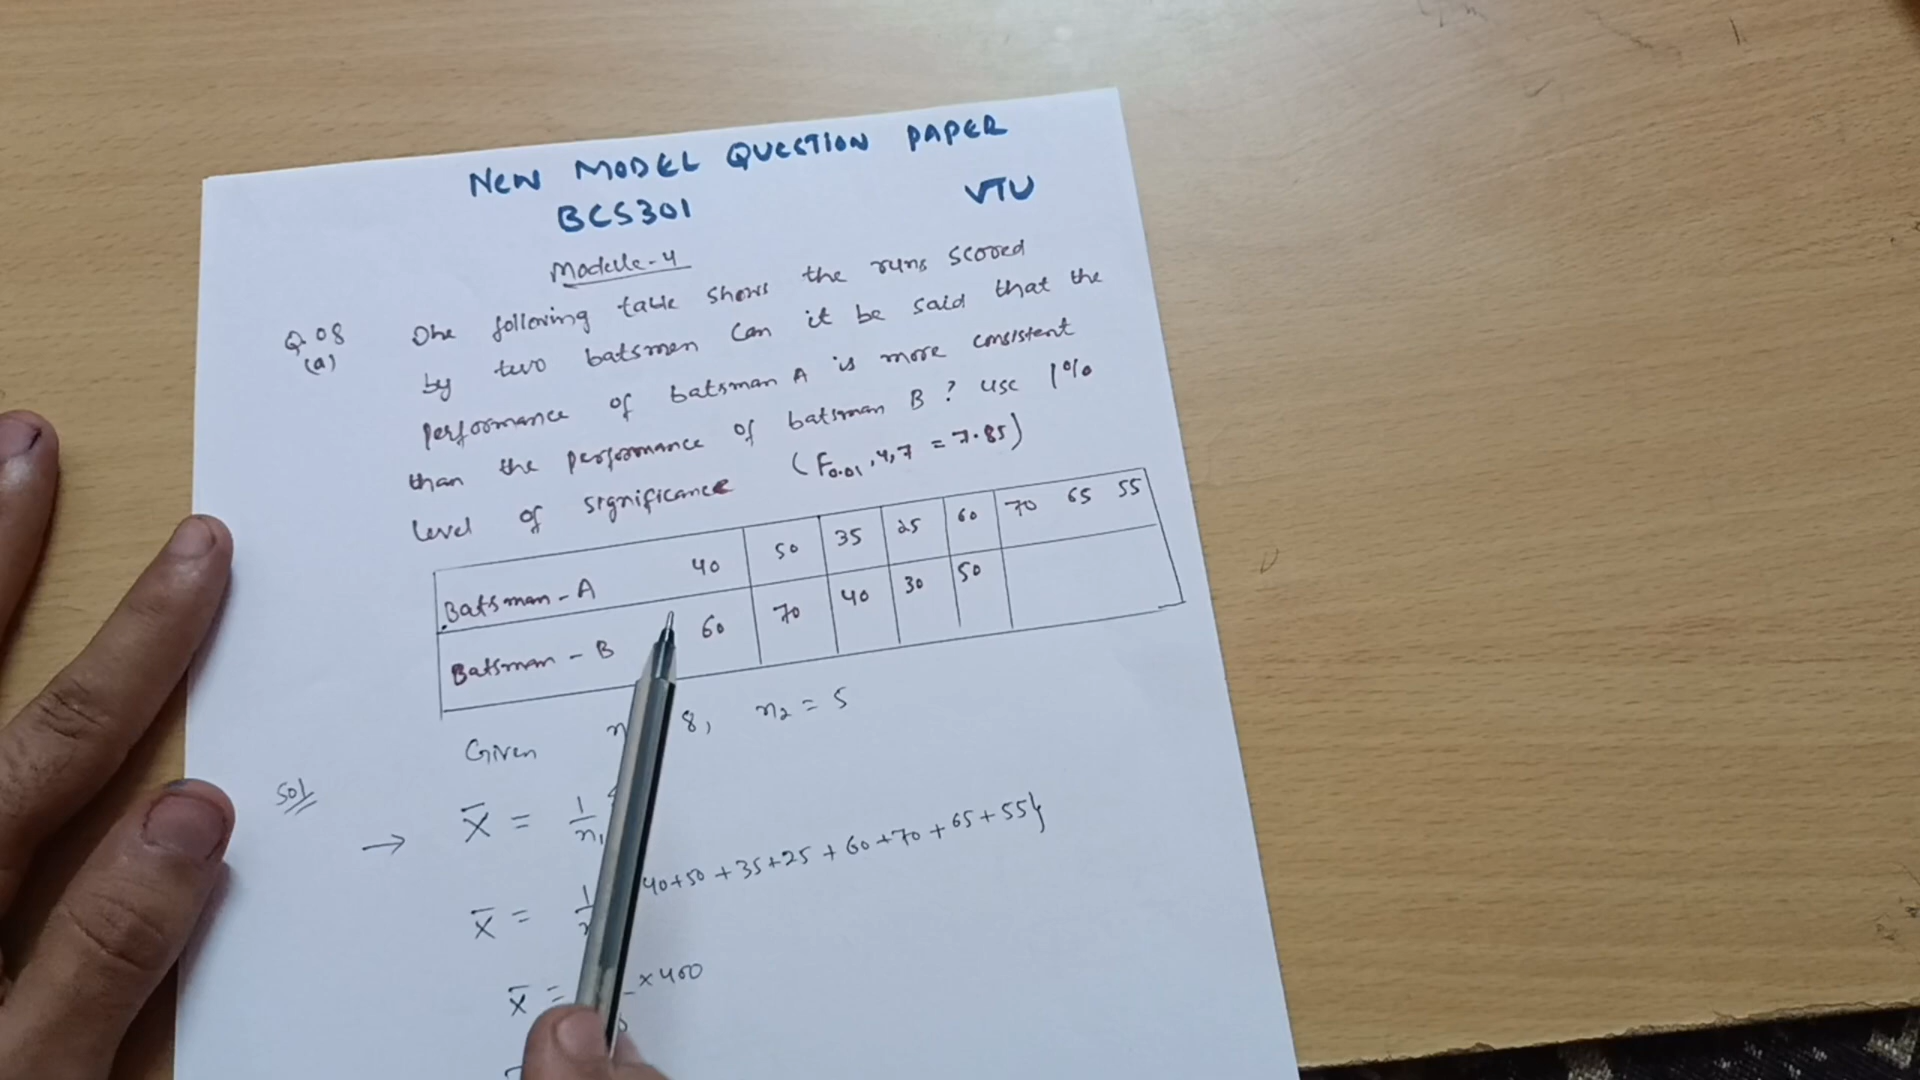 NEW MODEL QUESTION PAPER
BCS301 VTU
Module-4
Q.08 (a) The following table shows the runs scored
by two batsmen can it be said that the
performance of batsman A is more consistent
than the performance of batsman B ? use 1%
level of significance (F0.01,4,7 = 7.85)
Batsman - A 40 50 35 25 60 70 65 55
Batsman - B 60 70 40 30 50
Sol Given n 8, n2 = 5
→ x̄ = 1/n1
x̄ = 1/ 40+50+35+25+60+70+65+55}
x̄ = ×400